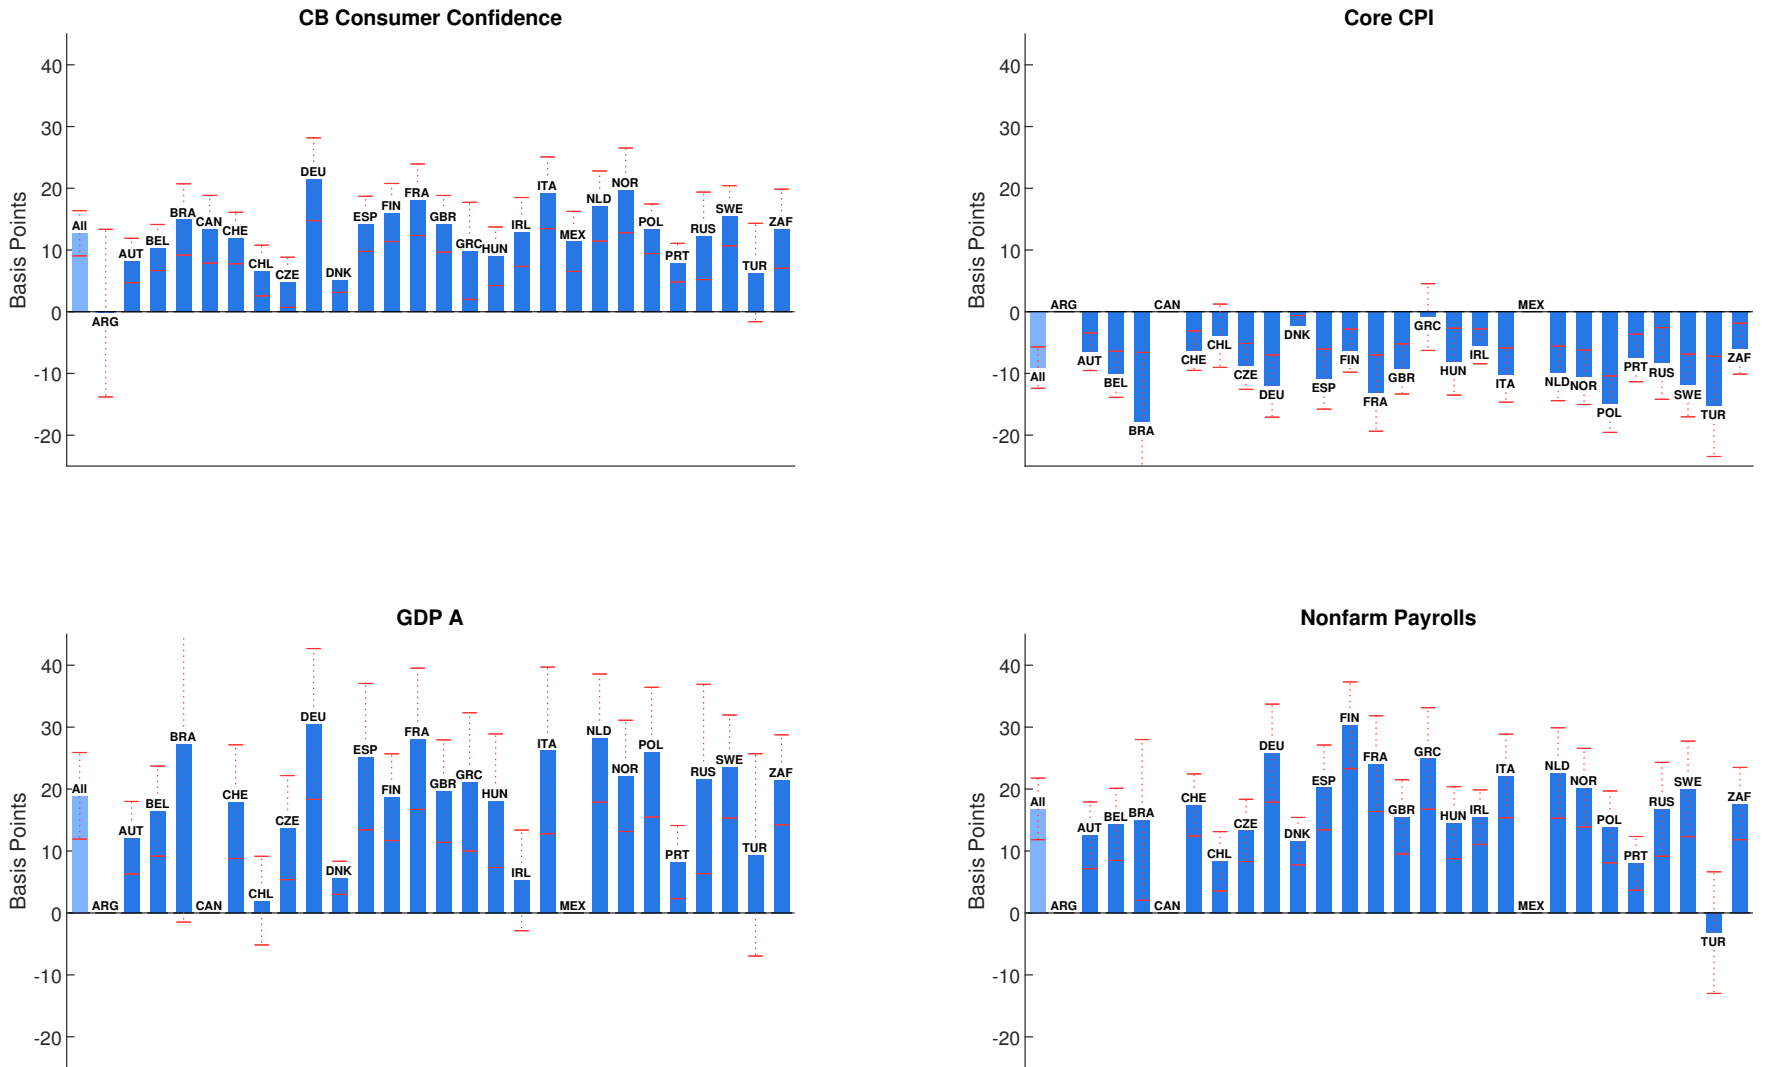 CB Consumer Confidence
Basis Points
40
30
20
10
0
-10
-20
All
ARG
AUT
BEL
BRA
CAN
CHE
CHL
CZE
DEU
DNK
ESP
FIN
FRA
GBR
GRC
HUN
IRL
ITA
MEX
NLD
NOR
POL
PRT
RUS
SWE
TUR
ZAF
Core CPI
Basis Points
40
30
20
10
0
-10
-20
All
ARG
AUT
BEL
BRA
CAN
CHE
CHL
CZE
DEU
DNK
ESP
FIN
FRA
GBR
GRC
HUN
IRL
ITA
MEX
NLD
NOR
POL
PRT
RUS
SWE
TUR
ZAF
GDP A
Basis Points
40
30
20
10
0
-10
-20
All
ARG
AUT
BEL
BRA
CAN
CHE
CHL
CZE
DEU
DNK
ESP
FIN
FRA
GBR
GRC
HUN
IRL
ITA
MEX
NLD
NOR
POL
PRT
RUS
SWE
TUR
ZAF
Nonfarm Payrolls
Basis Points
40
30
20
10
0
-10
-20
All
ARG
AUT
BEL
BRA
CAN
CHE
CHL
CZE
DEU
DNK
ESP
FIN
FRA
GBR
GRC
HUN
IRL
ITA
MEX
NLD
NOR
POL
PRT
RUS
SWE
TUR
ZAF